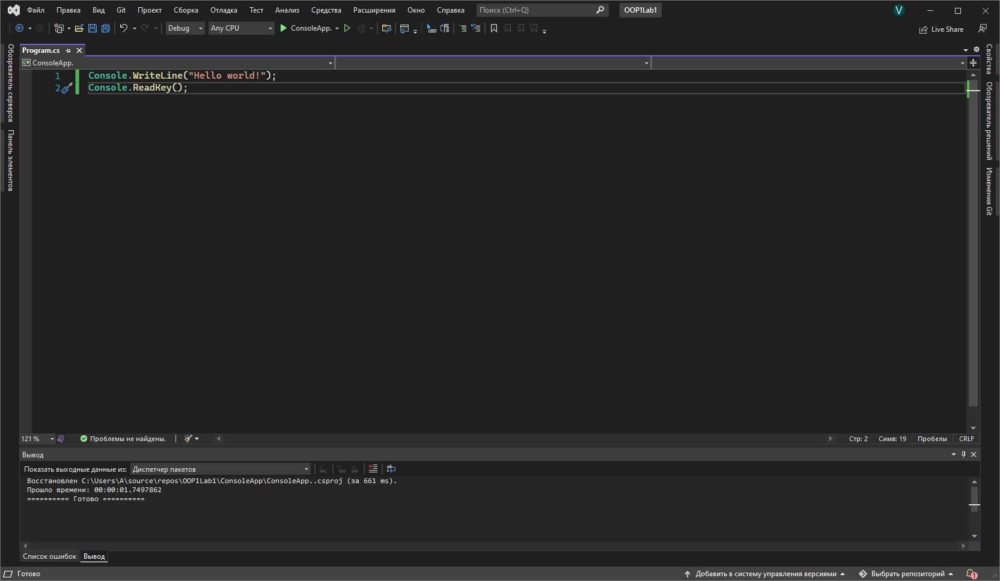 Файл Правка Вид Git Проект Сборка Отладка Тест Анализ Средства Расширения Окно Справка Поиск (Ctrl+Q) OOP1Lab1 V
Debug Any CPU ConsoleApp. Live Share
Обозреватель серверов
Панель элементов
Program.cs
C# ConsoleApp.
1 Console.WriteLine("Hello world!");
2 Console.ReadKey();
Свойства
Обозреватель решений
Изменения Git
121 % Проблемы не найдены. Стр: 2 Симв: 19 Пробелы CRLF
Вывод
Показать выходные данные из: Диспетчер пакетов
Восстановлен C:\Users\A\source\repos\OOP1Lab1\ConsoleApp\ConsoleApp..csproj (за 661 ms).
Прошло времени: 00:00:01.7497862
========== Готово ==========
Список ошибок Вывод
Готово Добавить в систему управления версиями Выбрать репозиторий 1